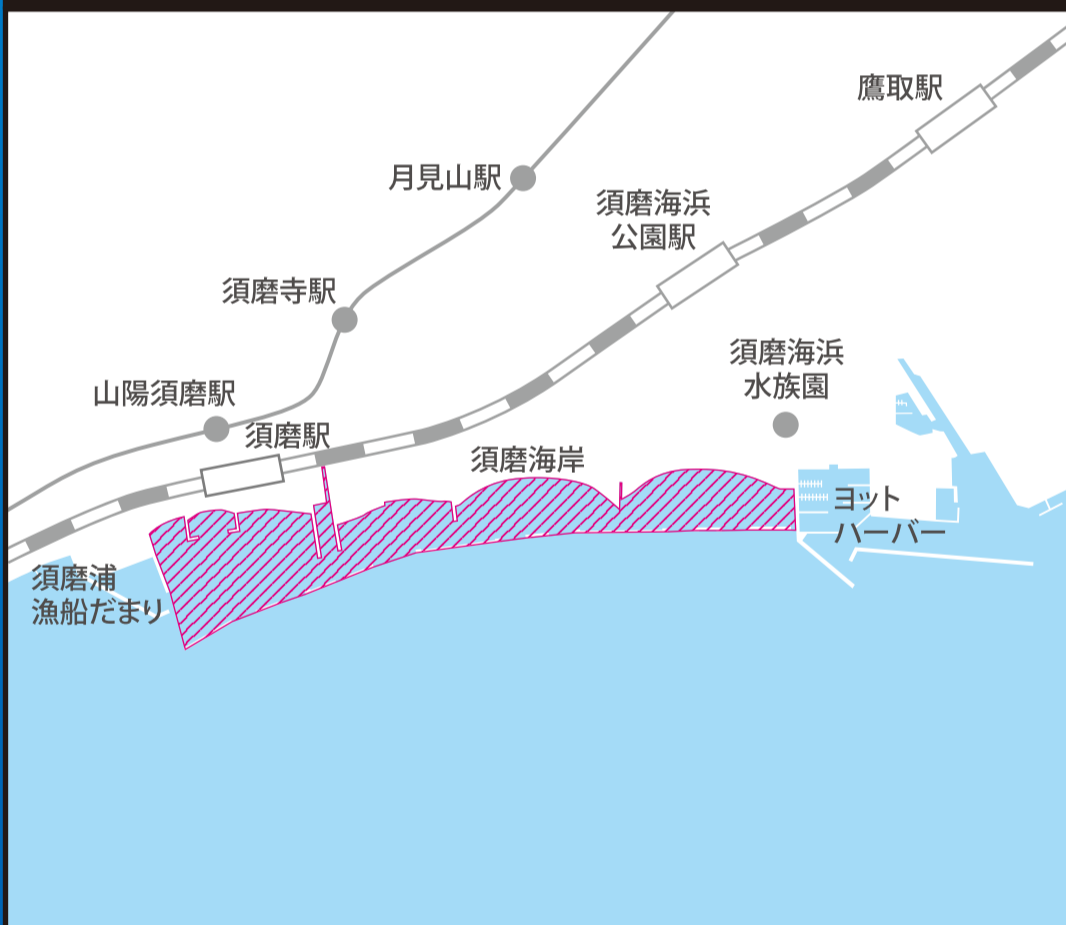 鷹取駅
月見山駅
須磨海浜
公園駅
須磨寺駅
須磨海浜
水族園
山陽須磨駅
須磨駅
須磨海岸
ヨット
ハーバー
須磨浦
漁船だまり